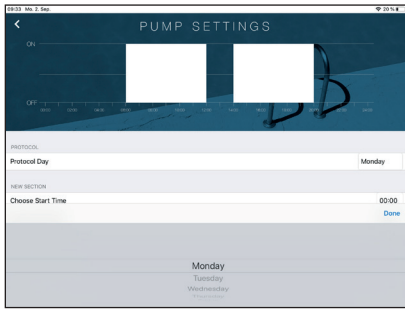 09:33 Mo. 2. Sep.
20 %
PUMP SETTINGS
ON
OFF
PROTOCOL
Protocol Day
Monday
NEW SECTION
Choose Start Time
00:00
Done
Monday
Tuesday
Wednesday